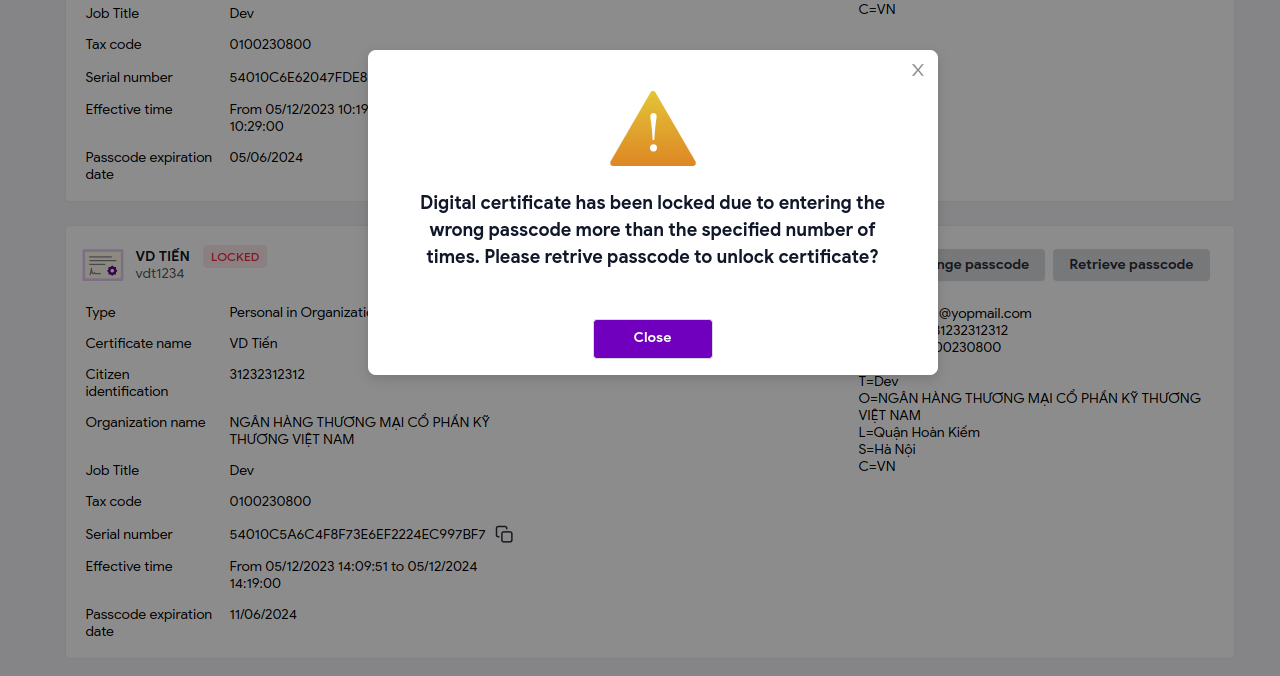 Job Title
Dev
C=VN
Tax code
0100230800
Serial number
54010C6E62047FDE8
Effective time
From 05/12/2023 10:19
10:29:00
Passcode expiration
date
05/06/2024
X
Digital certificate has been locked due to entering the
wrong passcode more than the specified number of
times. Please retrive passcode to unlock certificate?
Close
VD TIẾN
LOCKED
vdt1234
passcode
Retrieve passcode
Type
Personal in Organizati
@yopmail.com
Certificate name
VD Tiến
31232312312
00230800
Citizen
identification
31232312312
T=Dev
O=NGÂN HÀNG THƯƠNG MẠI CỔ PHẦN KỸ THƯƠNG
VIỆT NAM
L=Quận Hoàn Kiếm
S=Hà Nội
C=VN
Organization name
NGÂN HÀNG THƯƠNG MẠI CỔ PHẦN KỸ
THƯƠNG VIỆT NAM
Job Title
Dev
Tax code
0100230800
Serial number
54010C5A6C4F8F73E6EF2224EC997BF7
Effective time
From 05/12/2023 14:09:51 to 05/12/2024
14:19:00
Passcode expiration
date
11/06/2024